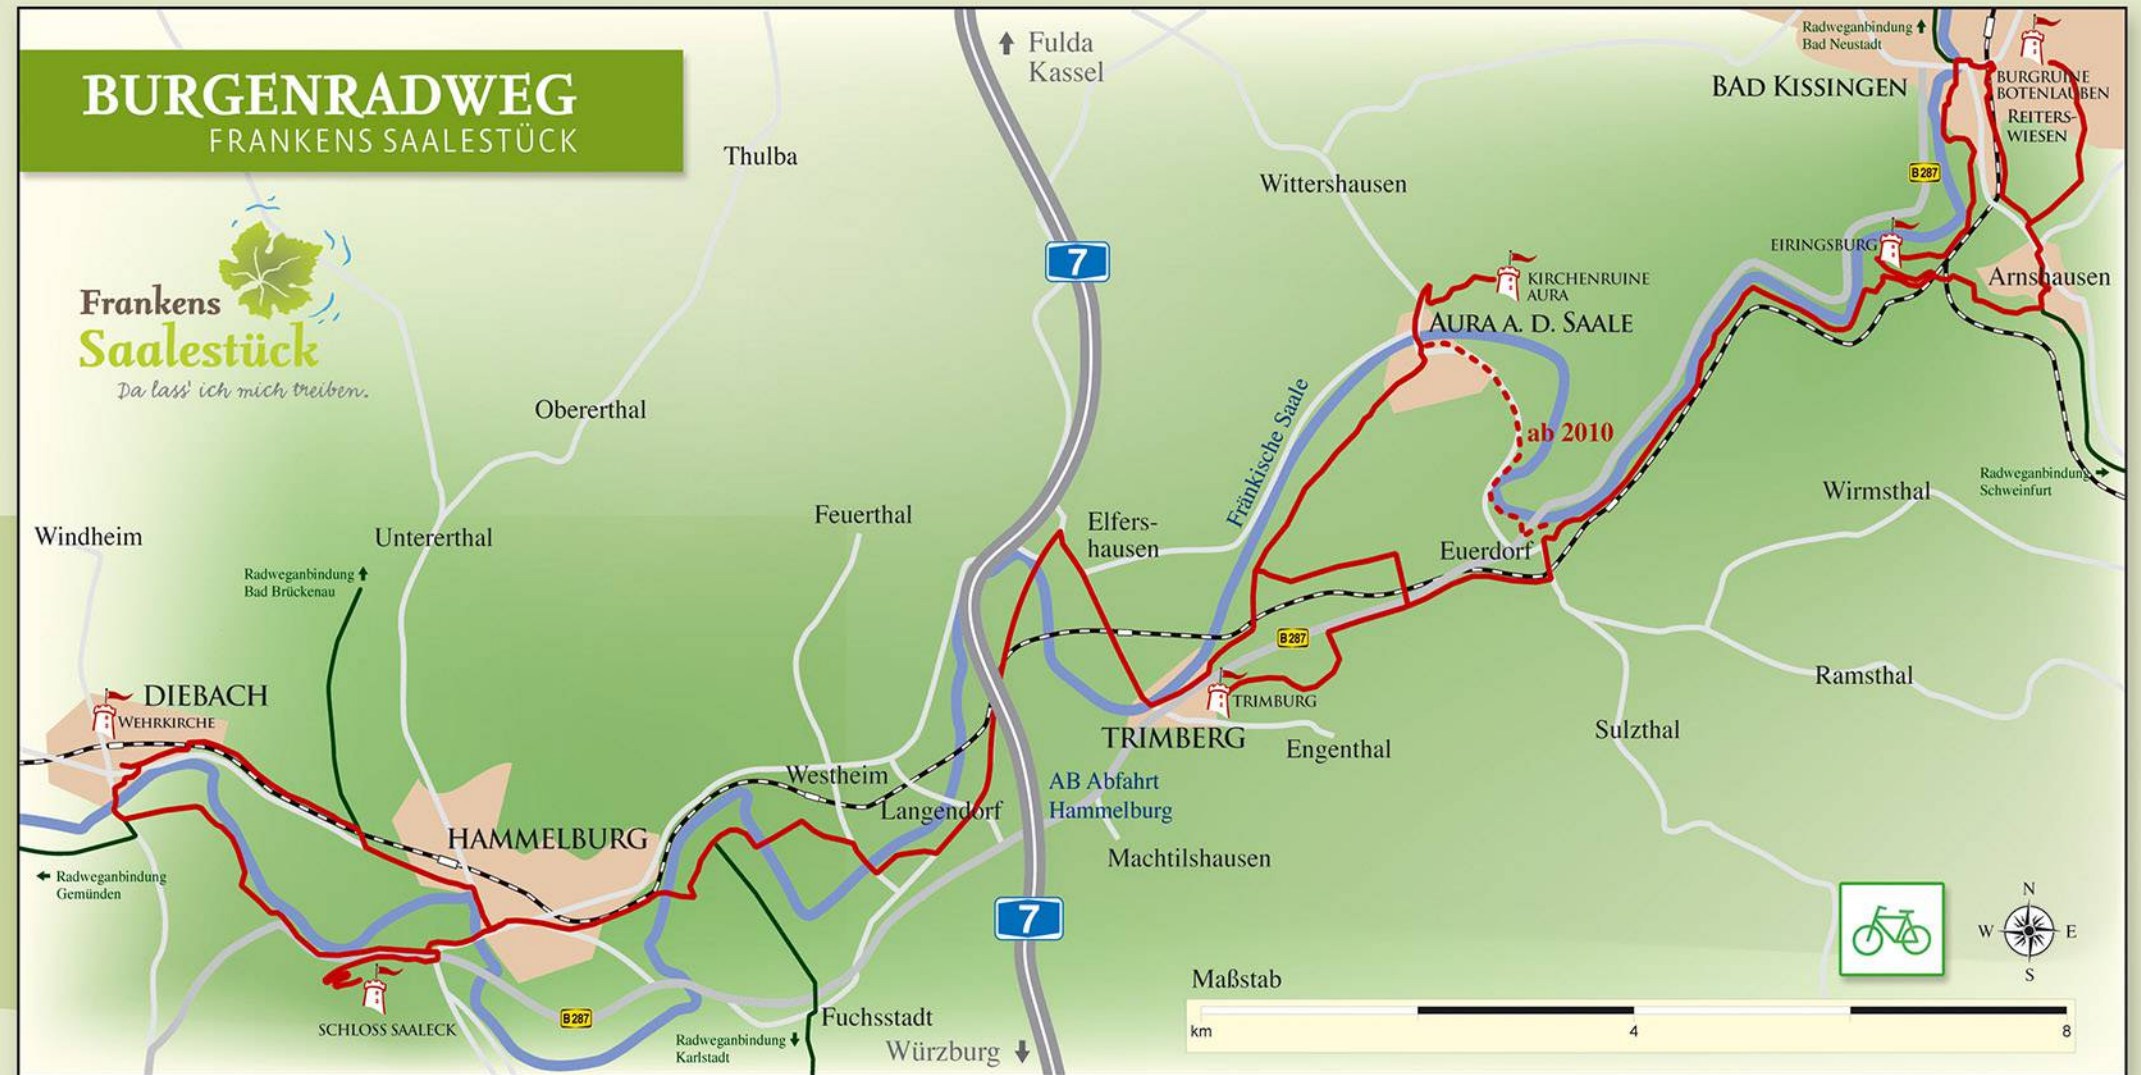 BURGENRADWEG
FRANKENS SAALESTÜCK
Frankens
Saalestück
Da lass' ich mich treiben.
Fulda
Kassel
Thulba
7
Wittershausen
Radweganbindung
Bad Neustadt
BAD KISSINGEN
BURGRUINE
BOTENLAUBEN
REITERS-
WIESEN
B 287
EIRINGSBURG
Arnshausen
KIRCHENRUINE
AURA
AURA A. D. SAALE
Fränkische Saale
ab 2010
Obererthal
Radweganbindung
Schweinfurt
Wirmsthal
Windheim
Untererthal
Feuerthal
Elfers-
hausen
Euerdorf
Radweganbindung
Bad Brückenau
B 287
Ramsthal
DIEBACH
WEHRKIRCHE
TRIMBURG
TRIMBERG
Engenthal
Sulzthal
Westheim
Langendorf
AB Abfahrt
Hammelburg
HAMMELBURG
Machtilshausen
Radweganbindung
Gemünden
7
SCHLOSS SAALECK
B 287
Fuchsstadt
Radweganbindung
Karlstadt
Würzburg
N
W E
S
Maßstab
km 4 8